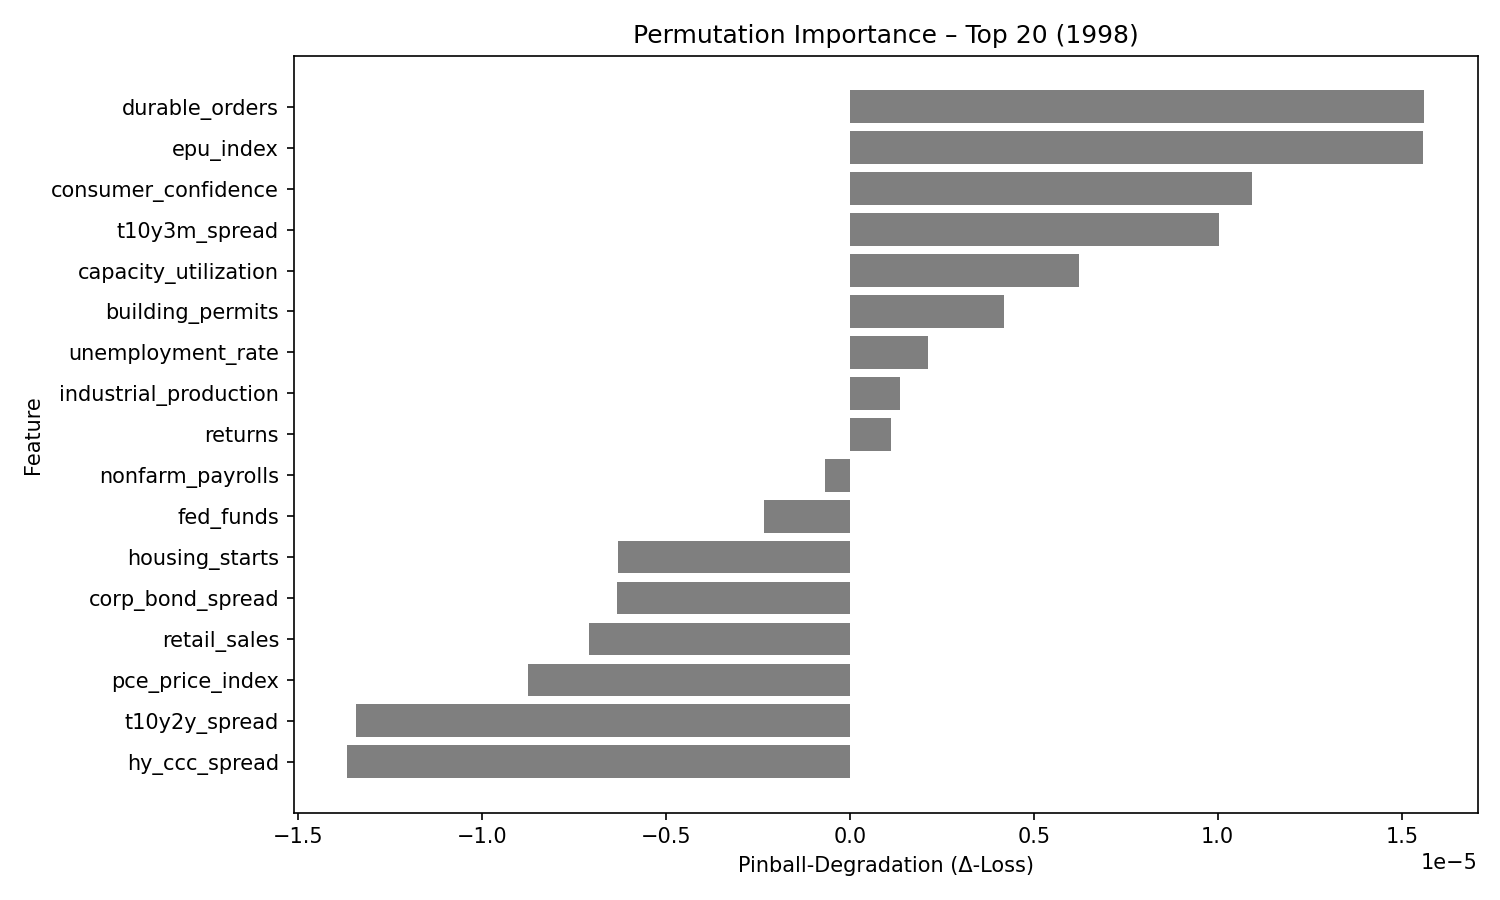 Permutation Importance – Top 20 (1998)
durable_orders
epu_index
consumer_confidence
t10y3m_spread
capacity_utilization
building_permits
unemployment_rate
industrial_production
returns
nonfarm_payrolls
fed_funds
housing_starts
corp_bond_spread
retail_sales
pce_price_index
t10y2y_spread
hy_ccc_spread
Feature
−1.5 −1.0 −0.5 0.0 0.5 1.0 1.5
1e−5
Pinball-Degradation (Δ-Loss)